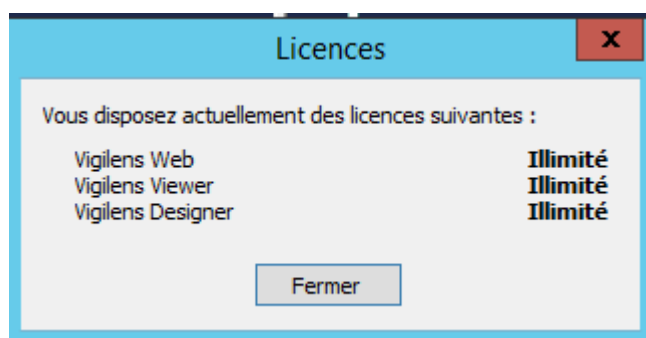 Licences
x
Vous disposez actuellement des licences suivantes :
Vigilens Web Illimité
Vigilens Viewer Illimité
Vigilens Designer Illimité
Fermer